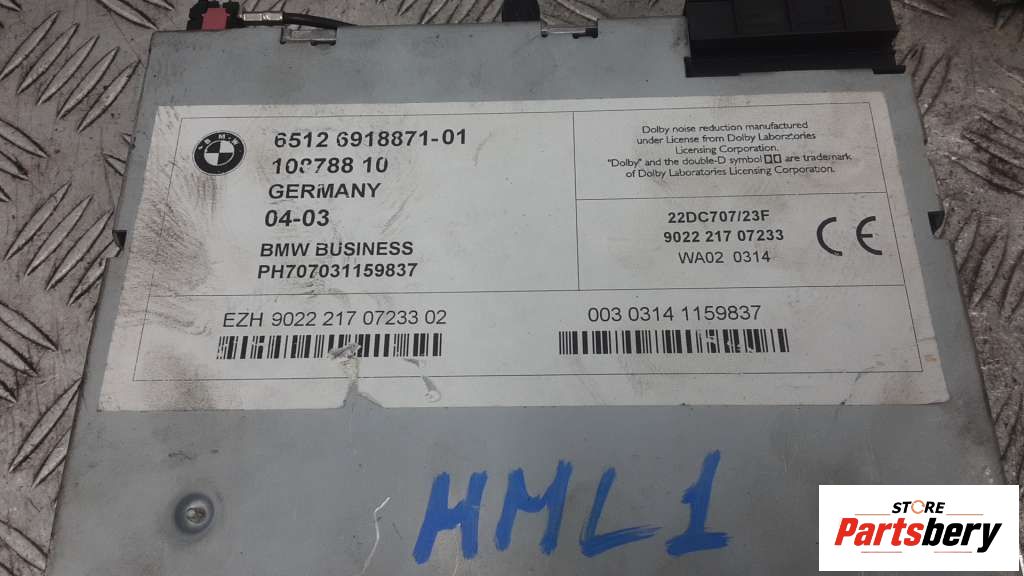 BMW
6512 6918871-01
108788 10
GERMANY
04-03
BMW BUSINESS
PH707031159837
Dolby noise reduction manufactured
under License from Dolby Laboratories
Licensing Corporation.
"Dolby" and the double-D symbol are trademark
of Dolby Laboratories Licensing Corporation.
22DC707/23F
9022 217 07233
WA02 0314
CE
EZH 9022 217 07233 02
003 0314 1159837
HML1
STORE
Partsbery